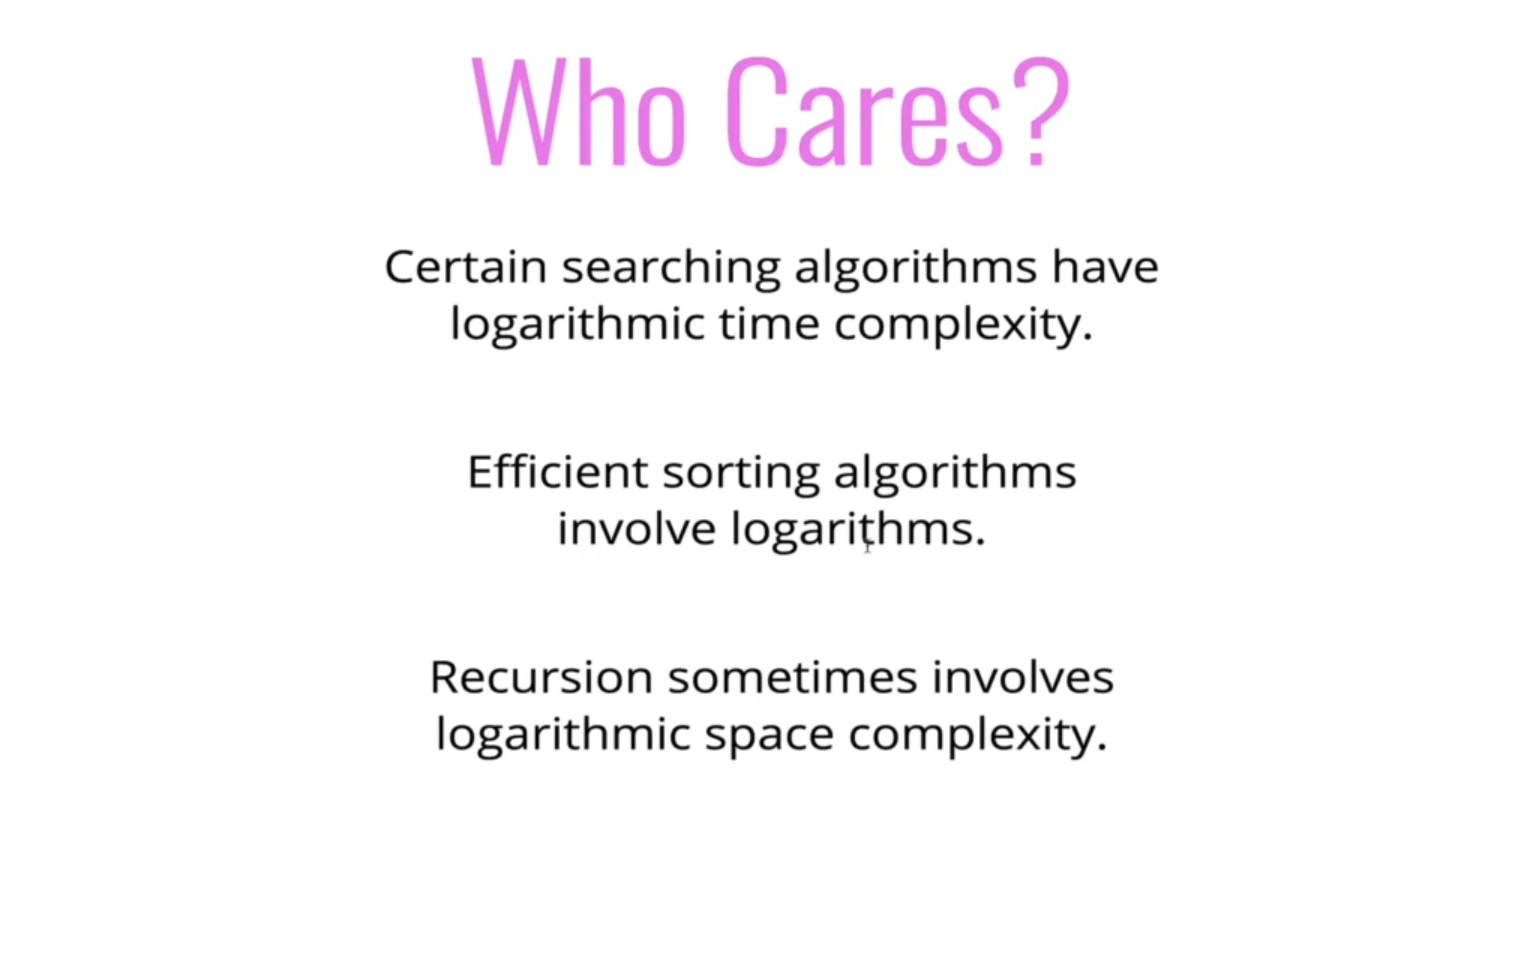 Who Cares?
Certain searching algorithms have
logarithmic time complexity.
Efficient sorting algorithms
involve logarithms.
Recursion sometimes involves
logarithmic space complexity.